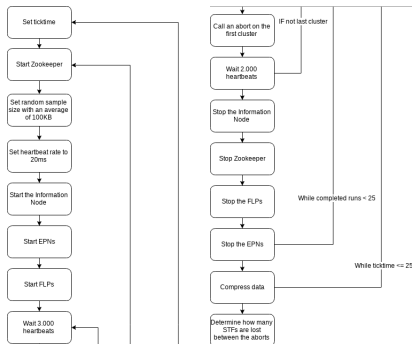 Set ticktime
Start Zookeeper
Set random sample
size with an average
of 100KB
Set heartbeat rate to
20ms
Start the Information
Node
Start EPNs
Start FLPs
Wait 3.000
heartbeats
Call an abort on the
first cluster
IF not last cluster
Wait 2.000
heartbeats
Stop the Information
Node
Stop Zookeeper
Stop the FLPs
While completed runs < 25
Stop the EPNs
While ticktime <= 25
Compress data
Determine how many
STFs are lost
between the aborts